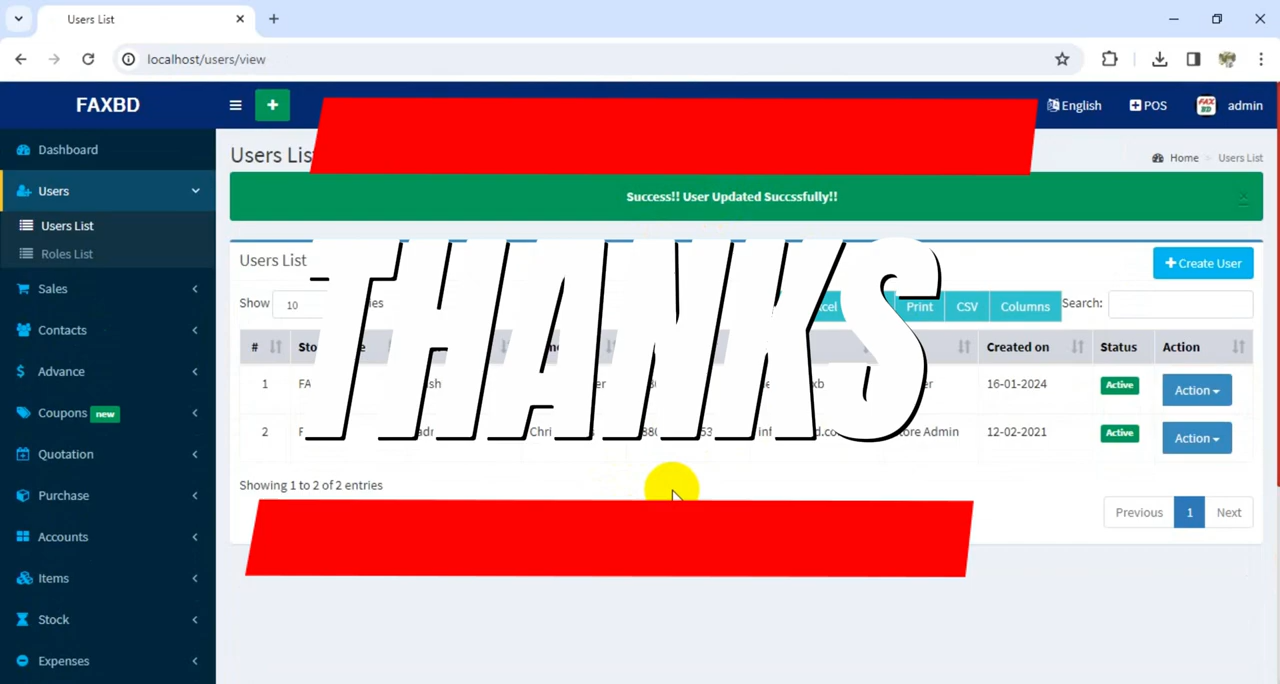 Users List
localhost/users/view
FAXBD
English
POS
admin
Dashboard
Users
Users List
Roles List
Sales
Contacts
Advance
Coupons new
Quotation
Purchase
Accounts
Items
Stock
Expenses
Users
Home > Users List
Success!! User Updated Succssfully!!
THANKS
Users List
Create User
Show 10
Print CSV Columns Search:
# Created on Status Action
1 16-01-2024 Active Action
2 Admin 12-02-2021 Active Action
Showing 1 to 2 of 2 entries
Previous 1 Next